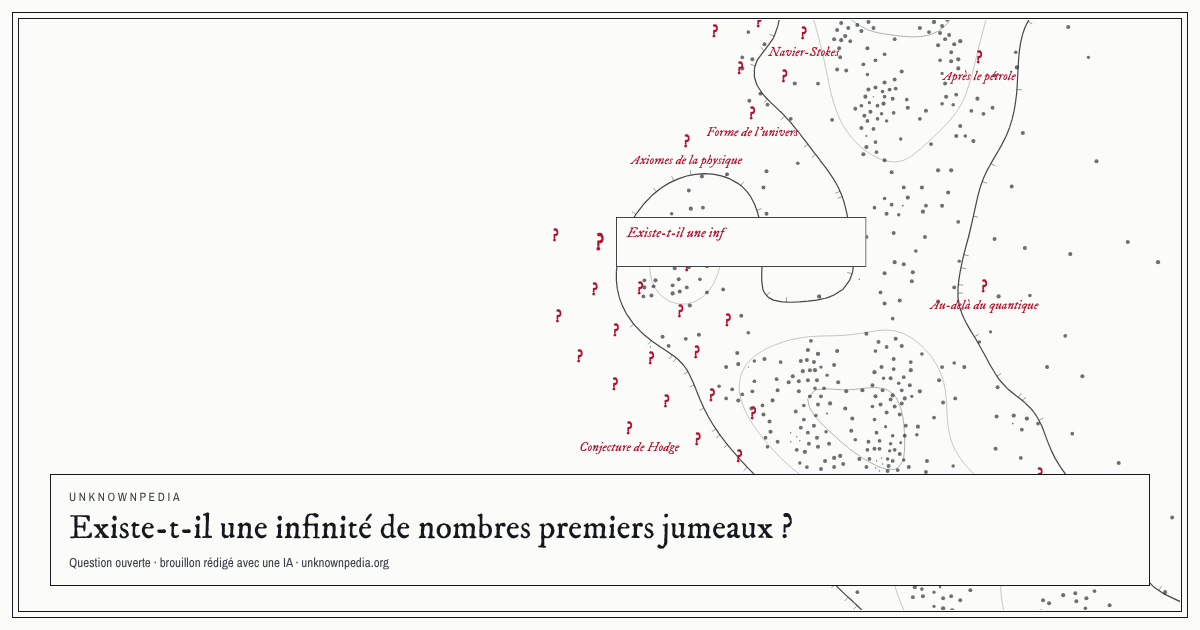 Navier-Stokes
Après le pétrole
Forme de l'univers
Axiomes de la physique
Existe-t-il une inf
Au-delà du quantique
Conjecture de Hodge
UNKNOWNPEDIA
Existe-t-il une infinité de nombres premiers jumeaux ?
Question ouverte · brouillon rédigé avec une IA · unknownpedia.org